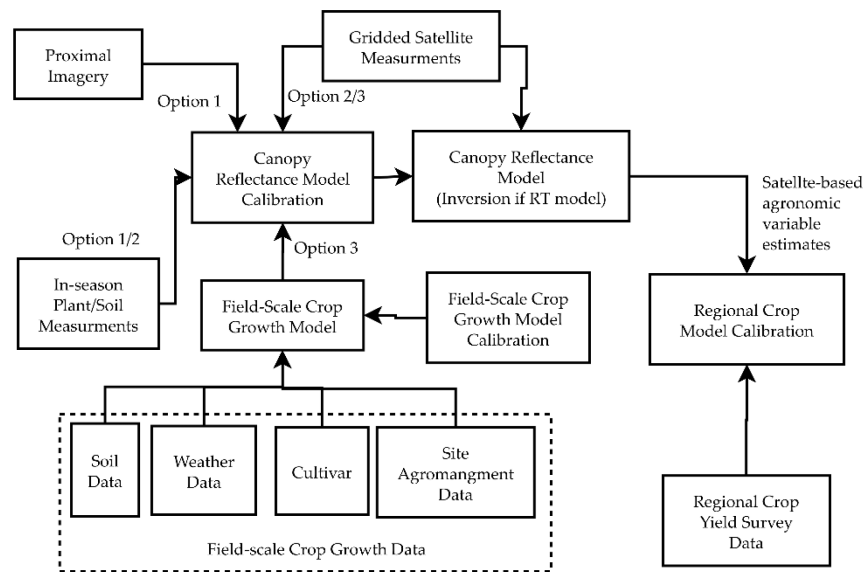 Proximal
Imagery
Gridded Satellite
Measurments
Option 1
Option 2/3
Canopy
Reflectance Model
Calibration
Canopy Reflectance
Model
(Inversion if RT model)
Satellte-based
agronomic
variable
estimates
Option 1/2
Option 3
In-season
Plant/Soil
Measurments
Field-Scale Crop
Growth Model
Field-Scale Crop
Growth Model
Calibration
Regional Crop
Model Calibration
Soil
Data
Weather
Data
Cultivar
Site
Agromangment
Data
Field-scale Crop Growth Data
Regional Crop
Yield Survey
Data